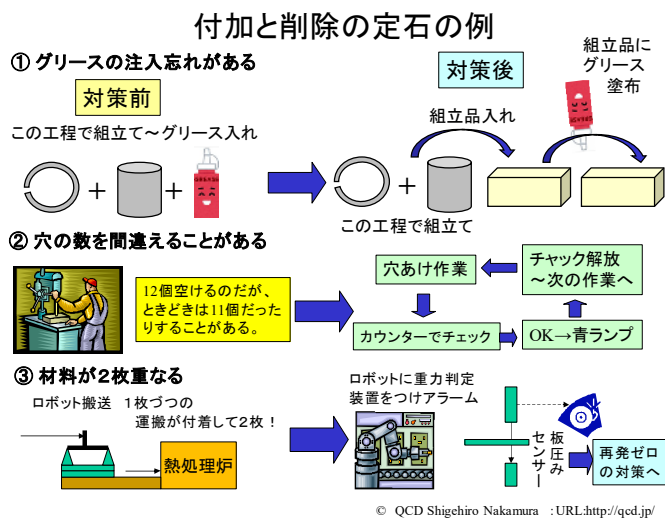 付加と削除の定石の例
① グリースの注入忘れがある
対策前
この工程で組立て～グリース入れ
＋
＋
対策後
組立品入れ
組立品に
グリース
塗布
＋
この工程で組立て
② 穴の数を間違えることがある
12個空けるのだが、
ときどきは11個だった
りすることがある。
穴あけ作業
カウンターでチェック
OK→青ランプ
チャック解放
～次の作業へ
③ 材料が２枚重なる
ロボット搬送　１枚づつの
運搬が付着して２枚！
熱処理炉
ロボットに重力判定
装置をつけアラーム
板圧み
センサー
再発ゼロ
の対策へ
© QCD Shigehiro Nakamura ：URL:http://qcd.jp/